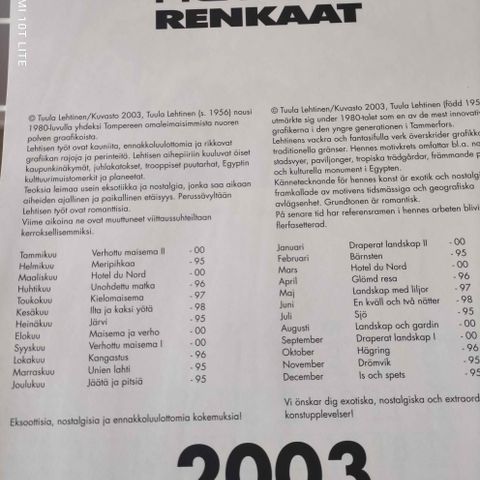 MI 10T LITE
RENKAAT
© Tuula Lehtinen/Kuvasto 2003, Tuula Lehtinen (s. 1956) nousi
1980-luvulla yhdeksi Tampereen omaleimaisimmista nuoren
polven graafikoista.
Lehtisen työt ovat kauniita, ennakkoluulottomia ja rikkovat
grafiikan rajoja ja perinteitä. Lehtisen aihepiiriin kuuluvat öiset
kaupunkinäkymät, juhlakatokset, trooppiset puutarhat, Egyptin
kulttuurimuistomerkit ja planeetat.
Teoksia leimaa usein eksotiikka ja nostalgia, jonka saa aikaan
aiheiden ajallinen ja paikallinen etäisyys. Perussävyltään
Lehtisen työt ovat romanttisia.
Viime aikoina ne ovat muuttuneet viittaussuhteiltaan
kerroksellisemmiksi.
Tammikuu Verhottu maisema II - 00
Helmikuu Meripihkaa - 95
Maaliskuu Hotel du Nord - 00
Huhtikuu Unohdettu matka - 96
Toukokuu Kielomaisema - 97
Kesäkuu Ilta ja kaksi yötä - 98
Heinäkuu Järvi - 95
Elokuu Maisema ja verho - 00
Syyskuu Verhottu maisema I - 00
Lokakuu Kangastus - 96
Marraskuu Unien lahti - 95
Joulukuu Jäätä ja pitsiä - 95
Eksoottisia, nostalgisia ja ennakkoluulottomia kokemuksia!
© Tuula Lehtinen/Kuvasto 2003, Tuula Lehtinen (född 195
utmärkte sig under 1980-talet som en av de mest innovativ
grafikerna i den yngre generationen i Tammerfors.
Lehtinens vackra och fantasifulla verk överskrider grafikk
traditionella gränser. Hennes motivkrets omfattar bl.a. na
stadsvyer, paviljonger, tropiska trädgårdar, främmande p
och kulturella monument i Egypten.
Kännetecknande för hennes konst är exotik och nostalg
framkallade av motivens tidsmässiga och geografiska
avlägsenhet. Grundtonen är romantisk.
På senare tid har referensramen i hennes arbeten blivi
flerfasetterad.
Januari Draperat landskap II - 00
Februari Bärnsten - 95
Mars Hotel du Nord - 00
April Glömd resa - 96
Maj Landskap med liljor - 97
Juni En kväll och två nätter - 98
Juli Sjö - 95
Augusti Landskap och gardin - 00
September Draperat landskap I - 00
Oktober Hägring - 96
November Drömvik - 95
December Is och spets - 95
Vi önskar dig exotiska, nostalgiska och extraord
konstupplevelser!
2003